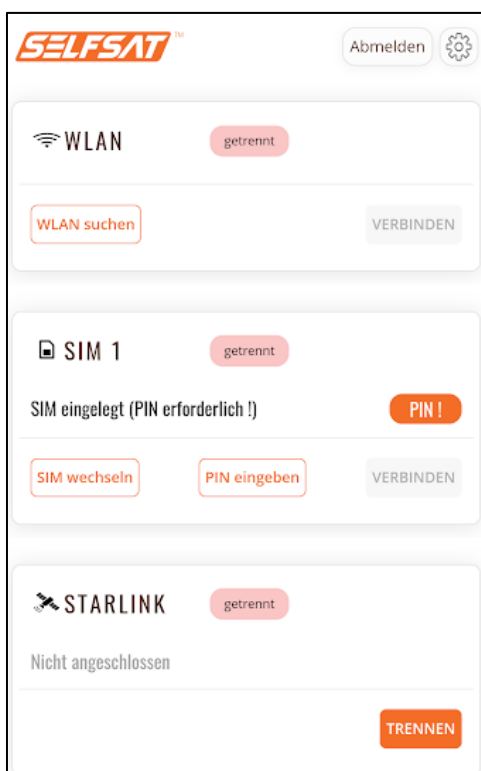 SELFSAT™
Abmelden
WLAN
getrennt
WLAN suchen
VERBINDEN
SIM 1
getrennt
SIM eingelegt (PIN erforderlich !)
PIN !
SIM wechseln
PIN eingeben
VERBINDEN
STARLINK
getrennt
Nicht angeschlossen
TRENNEN